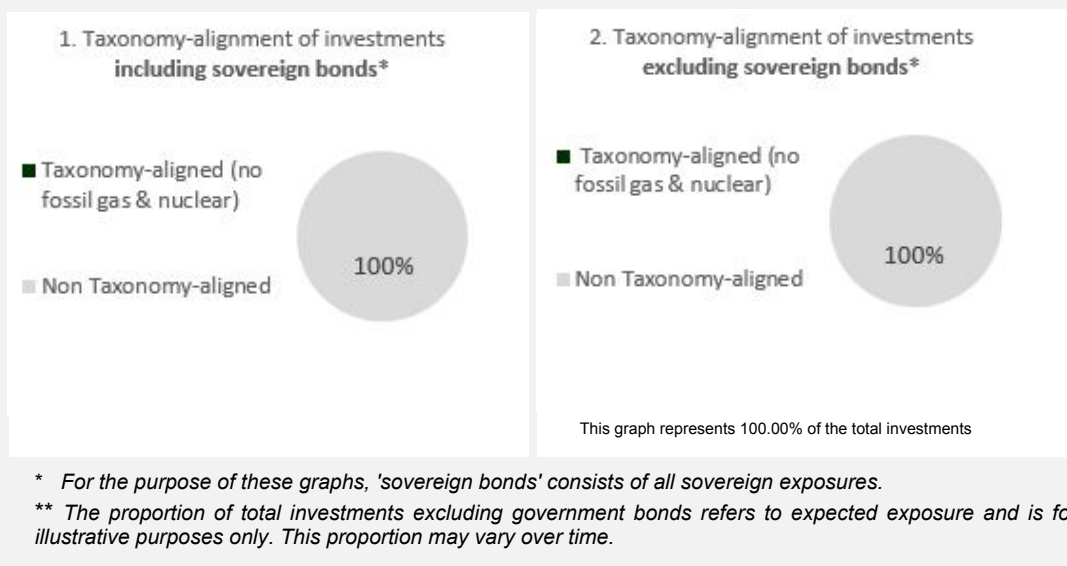 1. Taxonomy-alignment of investments
including sovereign bonds*
Taxonomy-aligned (no
fossil gas & nuclear)
Non Taxonomy-aligned
100%
2. Taxonomy-alignment of investments
excluding sovereign bonds*
Taxonomy-aligned (no
fossil gas & nuclear)
Non Taxonomy-aligned
100%
This graph represents 100.00% of the total investments
* For the purpose of these graphs, 'sovereign bonds' consists of all sovereign exposures.
** The proportion of total investments excluding government bonds refers to expected exposure and is fo
illustrative purposes only. This proportion may vary over time.